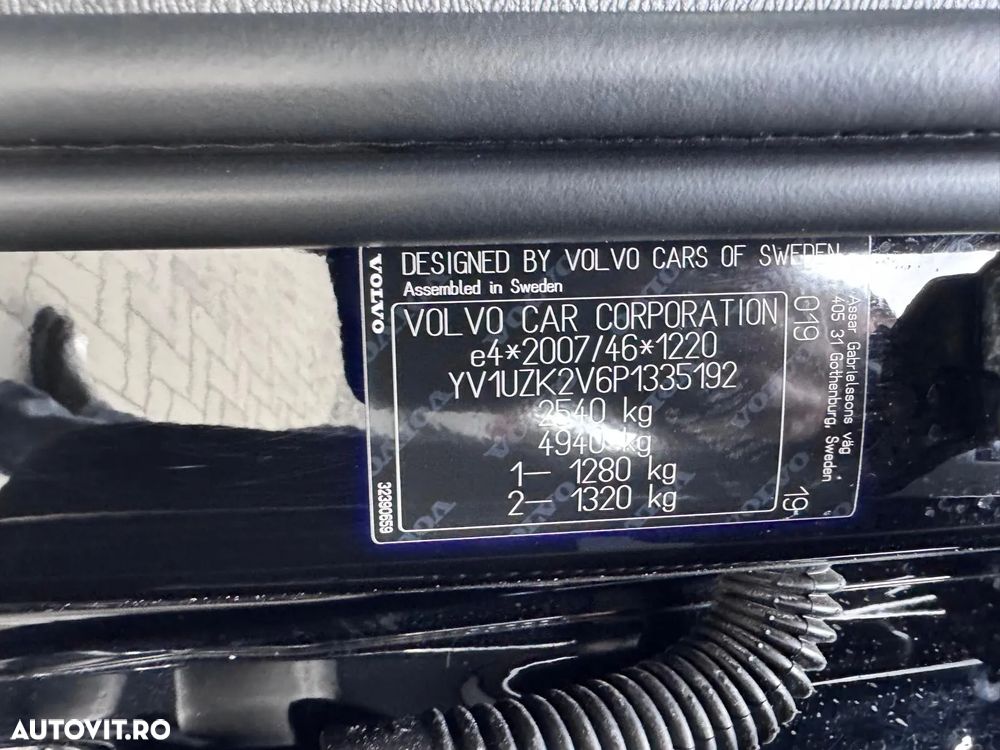 DESIGNED BY VOLVO CARS OF SWEDEN
Assembled in Sweden
VOLVO
VOLVO CAR CORPORATION
e4*2007/46*1220
YV1UZK2V6P1335192
2540 kg
4940 kg
1— 1280 kg
2— 1320 kg
019
19
Assar Gabrielssons väg
405 31 Gothenburg, Sweden
32390659
AUTOVIT.RO